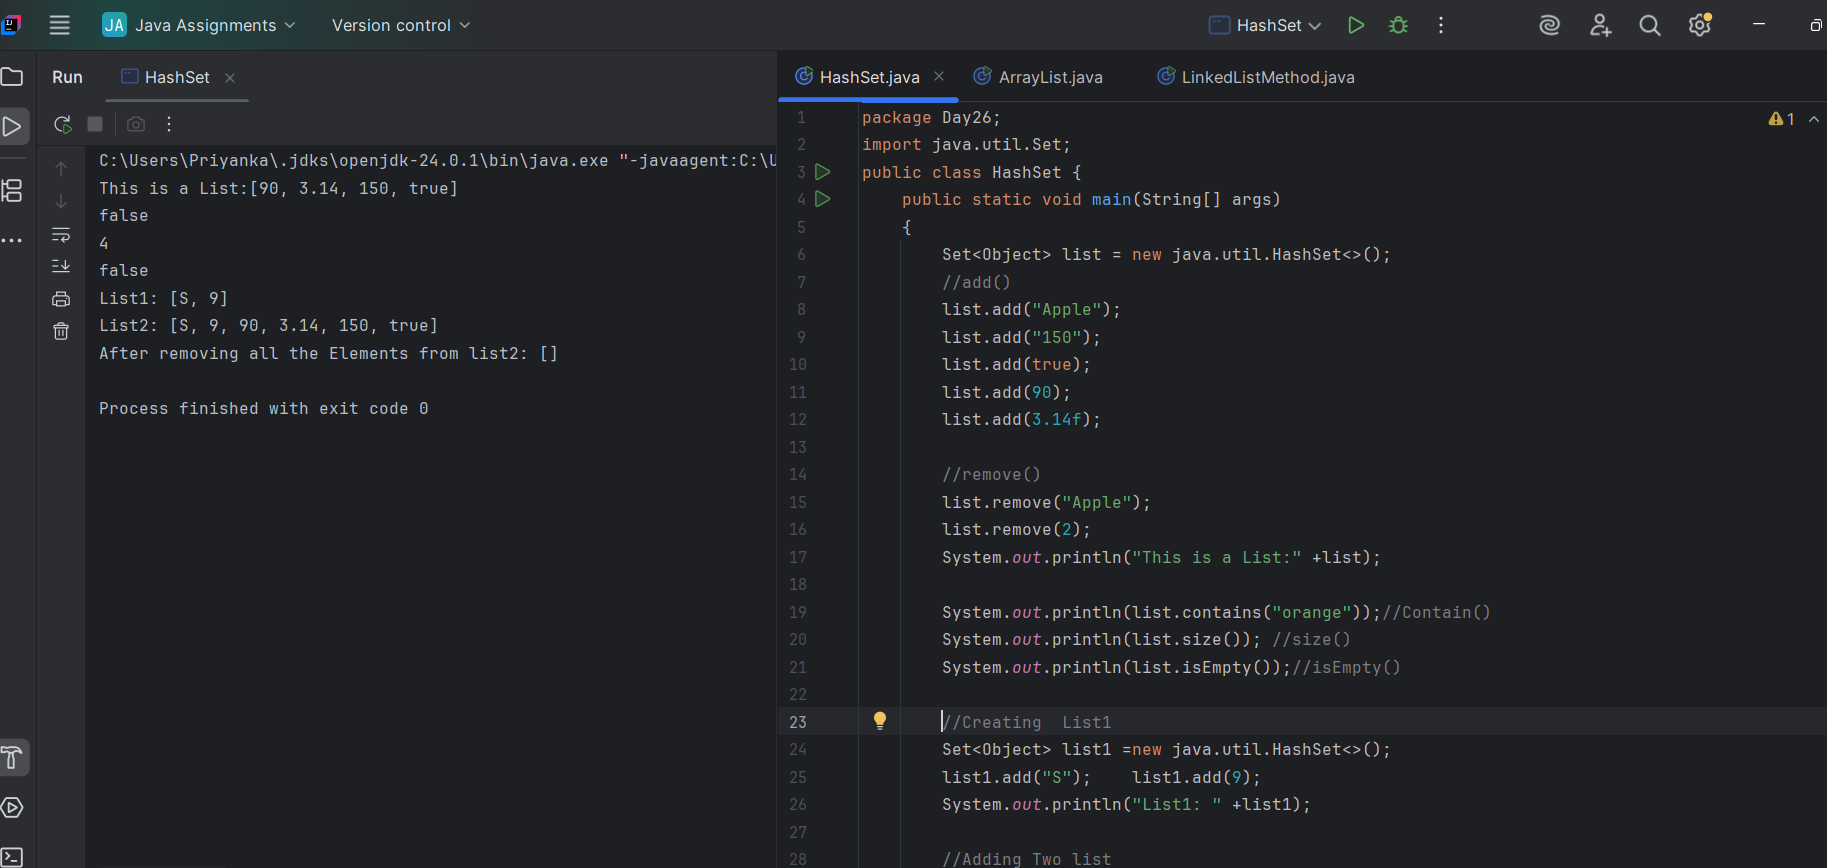 JA Java Assignments Version control HashSet
Run HashSet
HashSet.java ArrayList.java LinkedListMethod.java
C:\Users\Priyanka\.jdks\openjdk-24.0.1\bin\java.exe "-javaagent:C:\U
This is a List:[90, 3.14, 150, true]
false
4
false
List1: [S, 9]
List2: [S, 9, 90, 3.14, 150, true]
After removing all the Elements from list2: []
Process finished with exit code 0
1 package Day26;
2 import java.util.Set;
3 public class HashSet {
4 public static void main(String[] args)
5 {
6 Set<Object> list = new java.util.HashSet<>();
7 //add()
8 list.add("Apple");
9 list.add("150");
10 list.add(true);
11 list.add(90);
12 list.add(3.14f);
13
14 //remove()
15 list.remove("Apple");
16 list.remove(2);
17 System.out.println("This is a List:" +list);
18
19 System.out.println(list.contains("orange"));//Contain()
20 System.out.println(list.size()); //size()
21 System.out.println(list.isEmpty());//isEmpty()
22
23 //Creating  List1
24 Set<Object> list1 =new java.util.HashSet<>();
25 list1.add("S");    list1.add(9);
26 System.out.println("List1: " +list1);
27
28 //Adding Two list
1